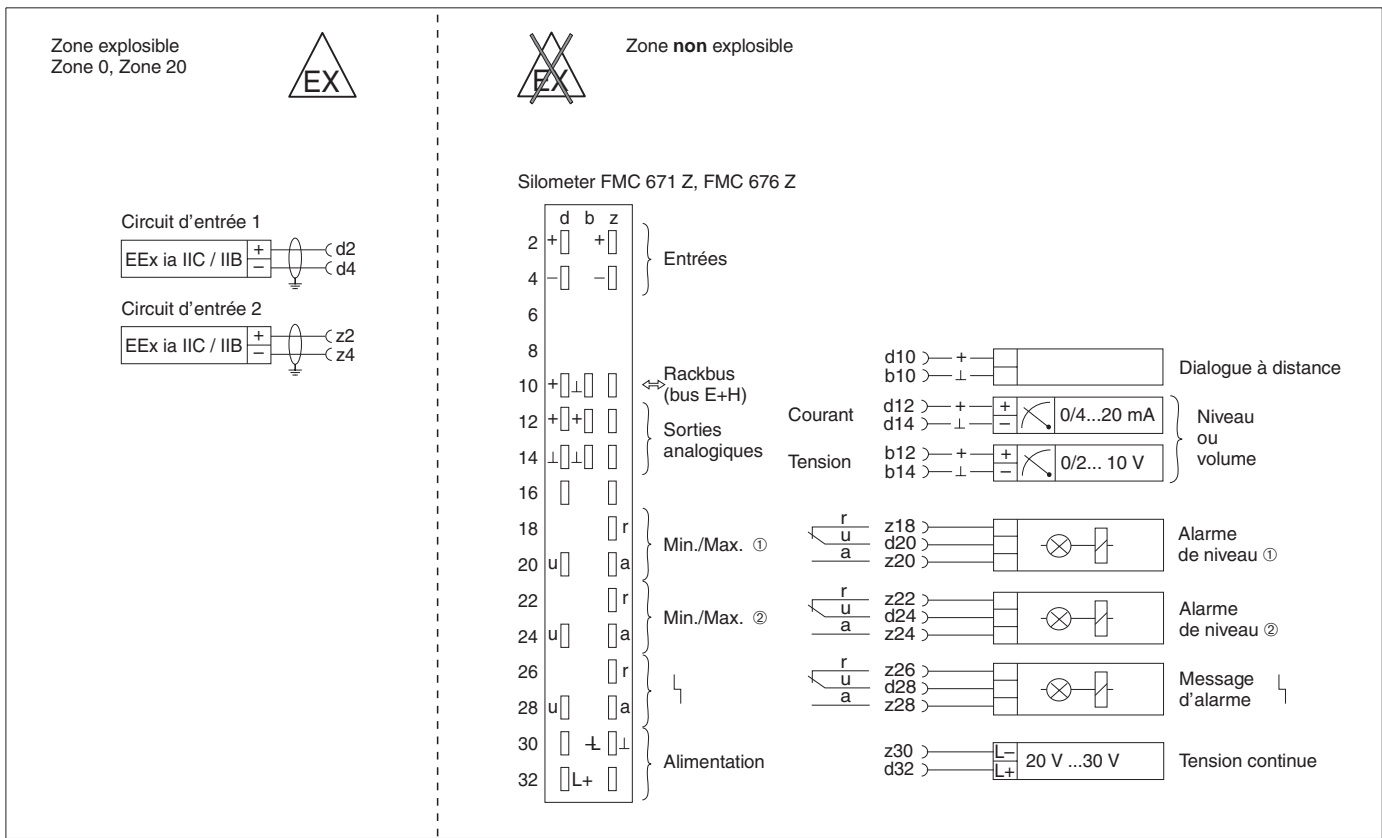 Zone explosible
Zone 0, Zone 20
EX
EX
Zone non explosible
Silometer FMC 671 Z, FMC 676 Z
Circuit d'entrée 1
EEx ia IIC / IIB
+
−
d2
d4
Circuit d'entrée 2
EEx ia IIC / IIB
+
−
z2
z4
d b z
2 + +
4 − −
Entrées
6
8
10 + ⊥
Rackbus
(bus E+H)
12 + +
14 ⊥ ⊥
Sorties
analogiques
16
18 r
20 u a
Min./Max. ①
22 r
24 u a
Min./Max. ②
26 r
28 u a
30 L− ⊥
32 L+
Alimentation
d10 +
b10 ⊥
Dialogue à distance
Courant
d12 + +
d14 ⊥ −
0/4...20 mA
Tension
b12 + +
b14 ⊥ −
0/2... 10 V
Niveau
ou
volume
r z18
u d20
a z20
Alarme
de niveau ①
r z22
u d24
a z24
Alarme
de niveau ②
r z26
u d28
a z28
Message
d'alarme
z30 L−
d32 L+
20 V ...30 V
Tension continue